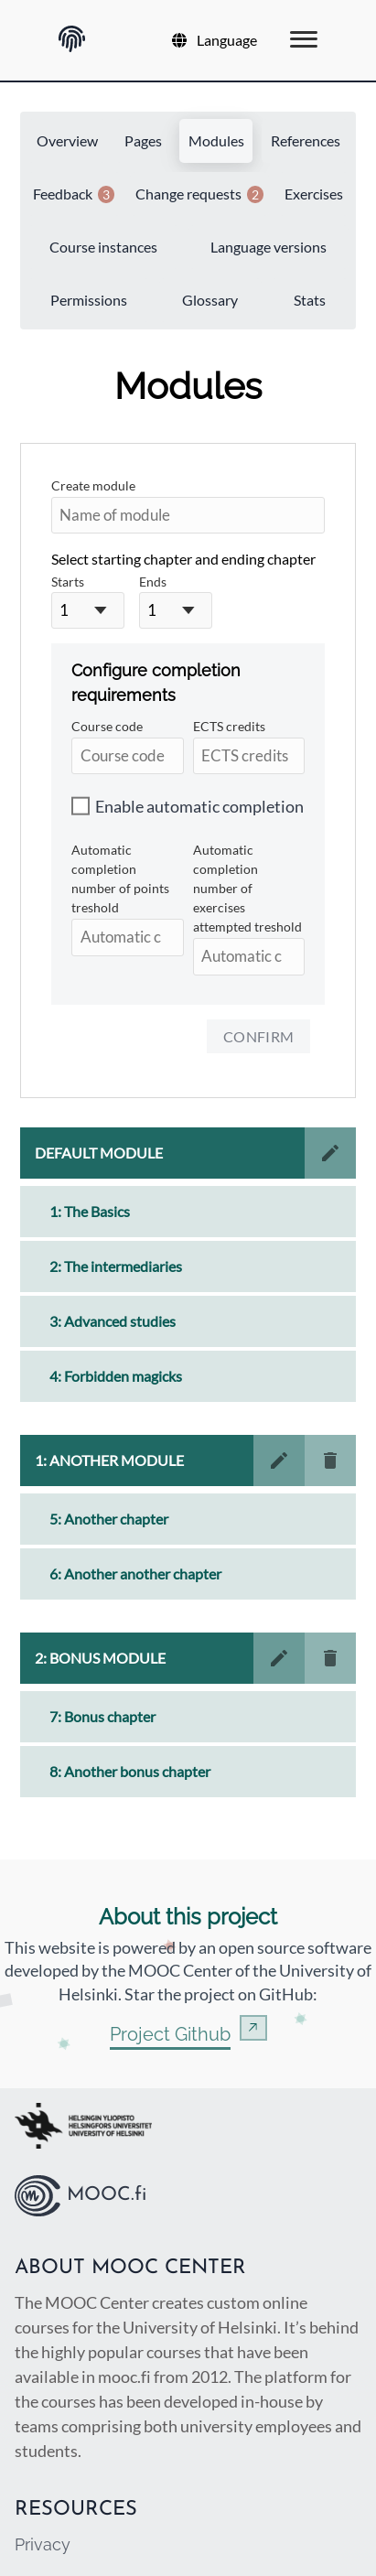 Language
Overview Pages Modules References
Feedback 3 Change requests 2 Exercises
Course instances Language versions
Permissions Glossary Stats
Modules
Create module
Name of module
Select starting chapter and ending chapter
Starts Ends
1 1
Configure completion
requirements
Course code ECTS credits
Course code ECTS credits
Enable automatic completion
Automatic
completion
number of points
treshold
Automatic c
Automatic
completion
number of
exercises
attempted treshold
Automatic c
CONFIRM
DEFAULT MODULE
1: The Basics
2: The intermediaries
3: Advanced studies
4: Forbidden magicks
1: ANOTHER MODULE
5: Another chapter
6: Another another chapter
2: BONUS MODULE
7: Bonus chapter
8: Another bonus chapter
About this project
This website is powered by an open source software
developed by the MOOC Center of the University of
Helsinki. Star the project on GitHub:
Project Github
HELSINGIN YLIOPISTO
HELSINGFORS UNIVERSITET
UNIVERSITY OF HELSINKI
MOOC.fi
ABOUT MOOC CENTER
The MOOC Center creates custom online
courses for the University of Helsinki. It’s behind
the highly popular courses that have been
available in mooc.fi from 2012. The platform for
the courses has been developed in-house by
teams comprising both university employees and
students.
RESOURCES
Privacy